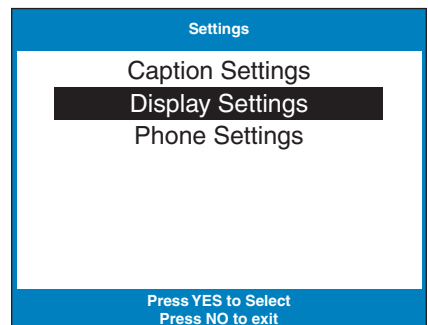 Settings
Caption Settings
Display Settings
Phone Settings
Press YES to Select
Press NO to exit